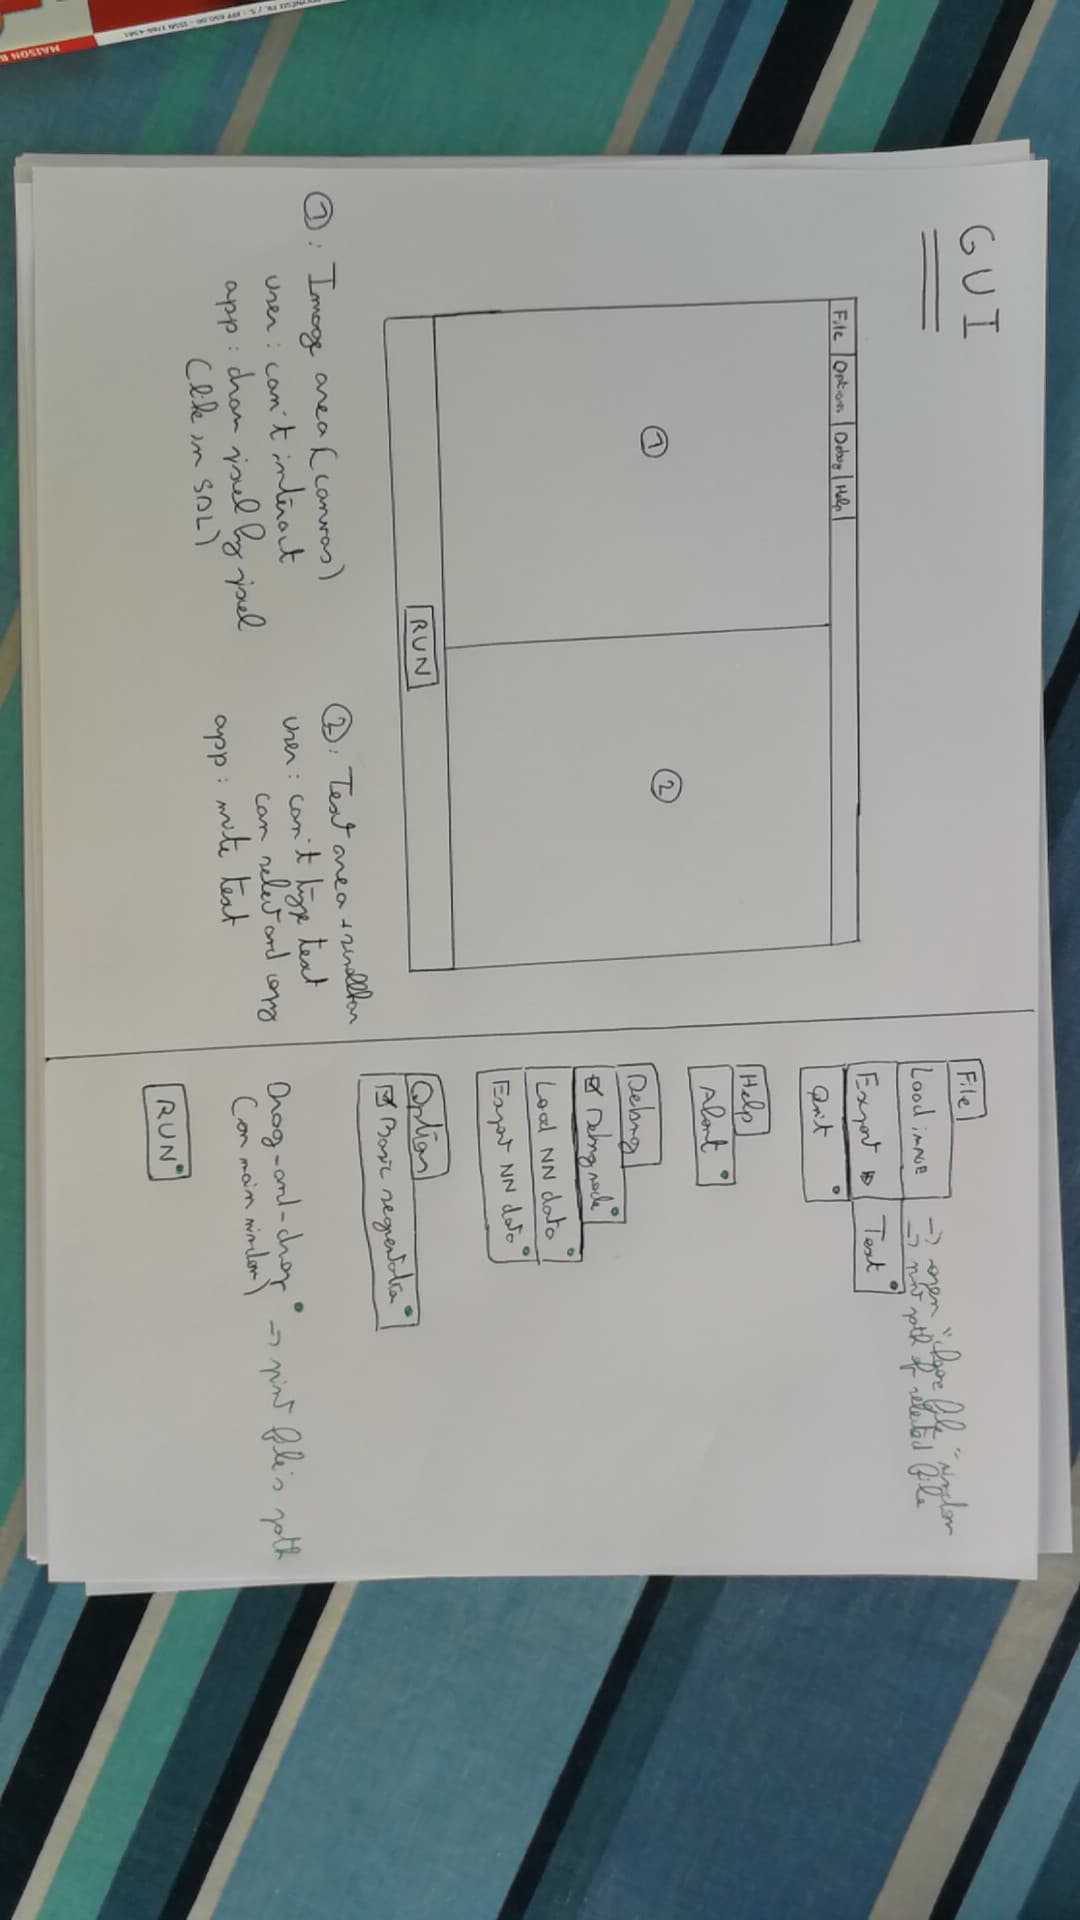 GUI
File Options Debug Help
1
2
RUN
1: Image area (canvas)
user: can't interact
app: draw pixel by pixel
(like in SDL)
2: Text area + scrollbar
user: can't type text
can select and copy
app: write text
File
Load image -> open "choose file" window
-> print path of selected file
Export Text
Quit
Help
About
Debug
Debug mode
Load NN data
Export NN data
Option
Basic segmentation
Drag-and-drop -> print file's path
(on main window)
RUN
MAISON